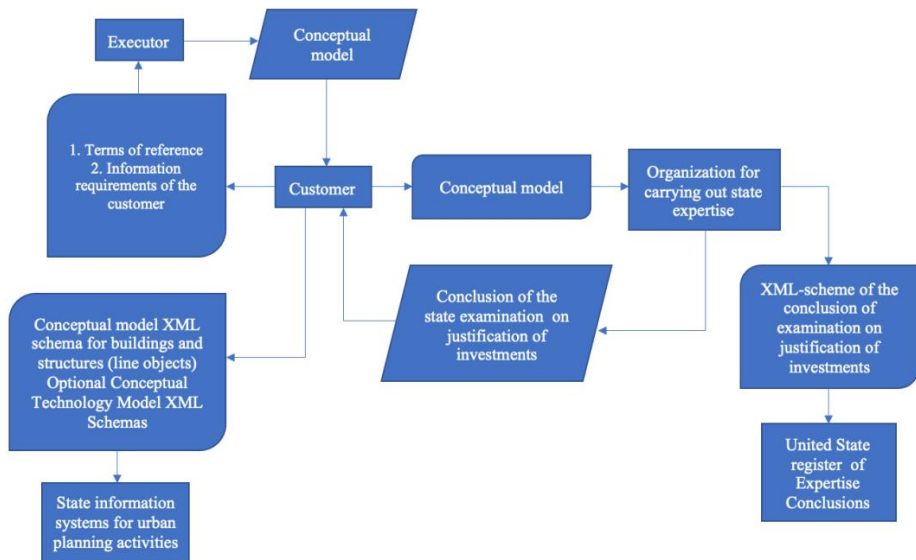 Executor
Conceptual
model
1. Terms of reference
2. Information
requirements of the
customer
Customer
Conceptual model
Organization for
carrying out state
expertise
Conclusion of the
state examination on
justification of
investments
XML-scheme of the
conclusion of
examination on
justification of
investments
Conceptual model XML
schema for buildings and
structures (line objects)
Optional Conceptual
Technology Model XML
Schemas
United State
register of
Expertise
Conclusions
State information
systems for urban
planning activities